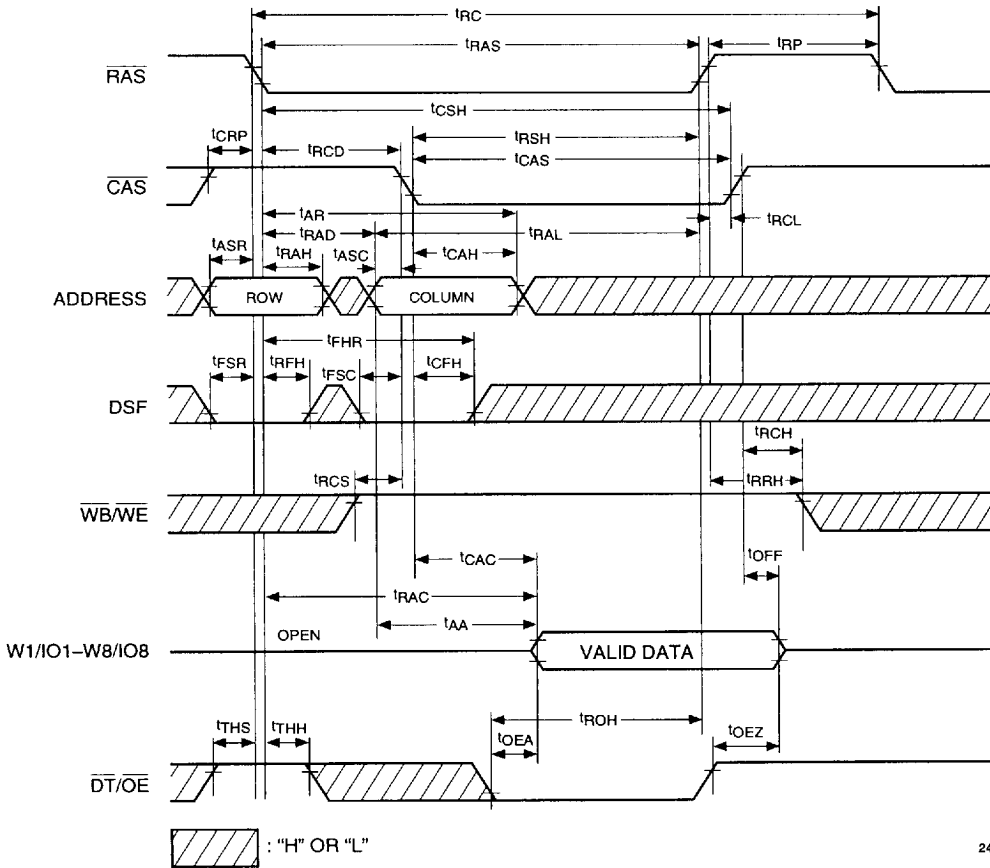 tRC
tRAS
tRP
RAS
tCSH
tCRP
tRCD
tRSH
tCAS
CAS
tRCL
tAR
tRAD
tRAL
tASR
tRAH
tASC
tCAH
ADDRESS
ROW
COLUMN
tFHR
tFSR
tRFH
tFSC
tCFH
DSF
tRCH
tRCS
tRRH
WB/WE
tCAC
tOFF
tRAC
tAA
OPEN
W1/IO1–W8/IO8
VALID DATA
tROH
tTHS
tTHH
tOEA
tOEZ
DT/OE
: "H" OR "L"
24